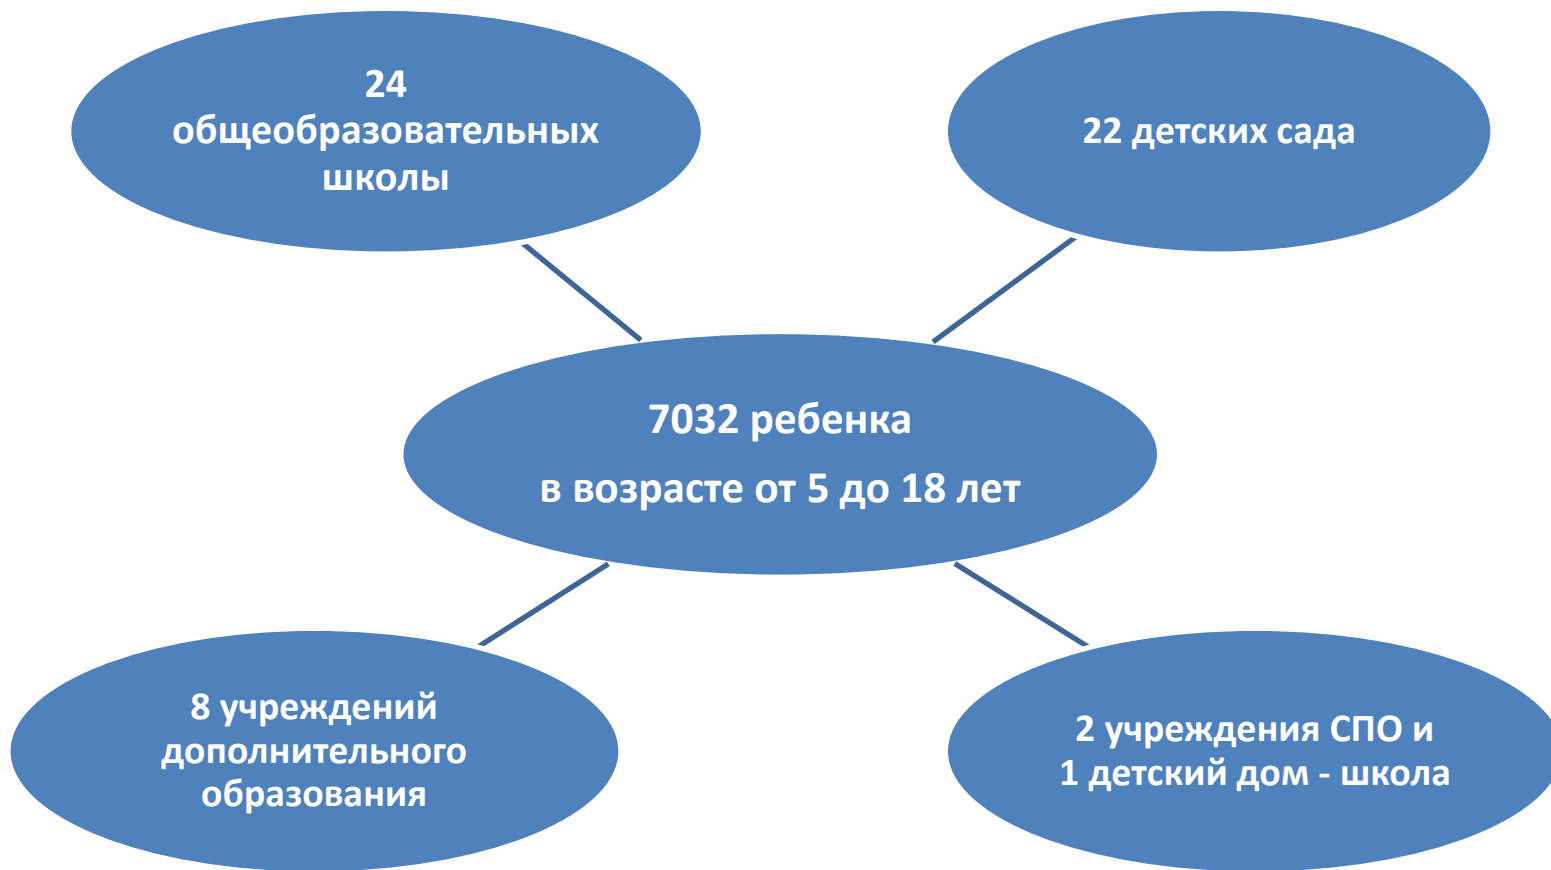 24
общеобразовательных
школы
22 детских сада
7032 ребенка
в возрасте от 5 до 18 лет
8 учреждений
дополнительного
образования
2 учреждения СПО и
1 детский дом - школа